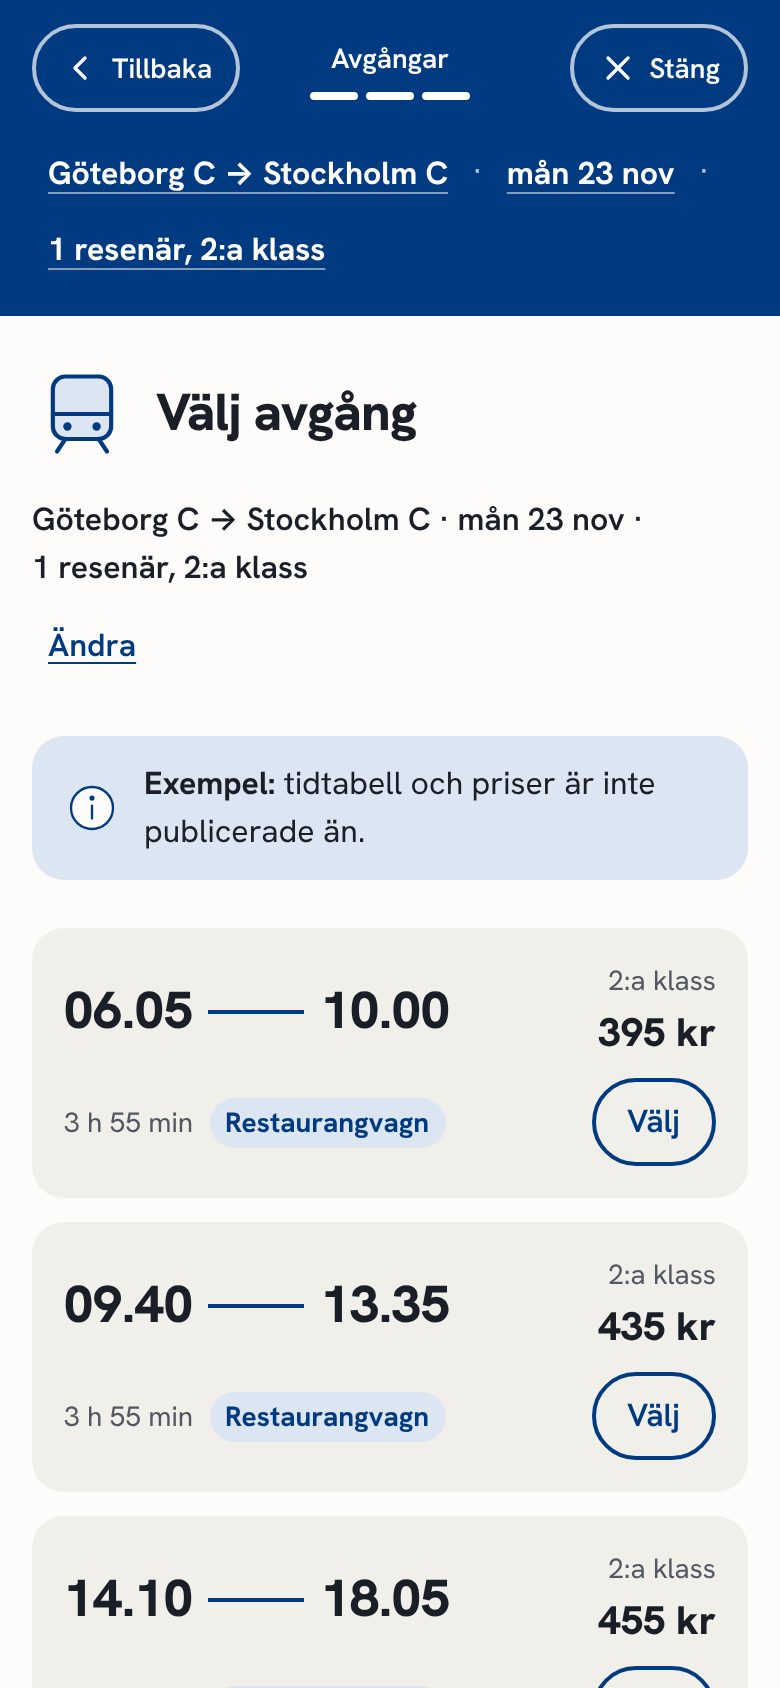 Tillbaka
Avgångar
Stäng
Göteborg C → Stockholm C · mån 23 nov ·
1 resenär, 2:a klass
Välj avgång
Göteborg C → Stockholm C · mån 23 nov ·
1 resenär, 2:a klass
Ändra
Exempel: tidtabell och priser är inte
publicerade än.
06.05 — 10.00
2:a klass
395 kr
3 h 55 min
Restaurangvagn
Välj
09.40 — 13.35
2:a klass
435 kr
3 h 55 min
Restaurangvagn
Välj
14.10 — 18.05
2:a klass
455 kr